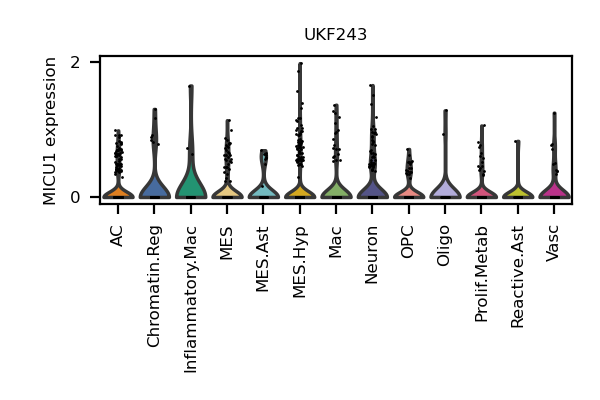 UKF243
MICU1 expression
2
0
AC
Chromatin.Reg
Inflammatory.Mac
MES
MES.Ast
MES.Hyp
Mac
Neuron
OPC
Oligo
Prolif.Metab
Reactive.Ast
Vasc